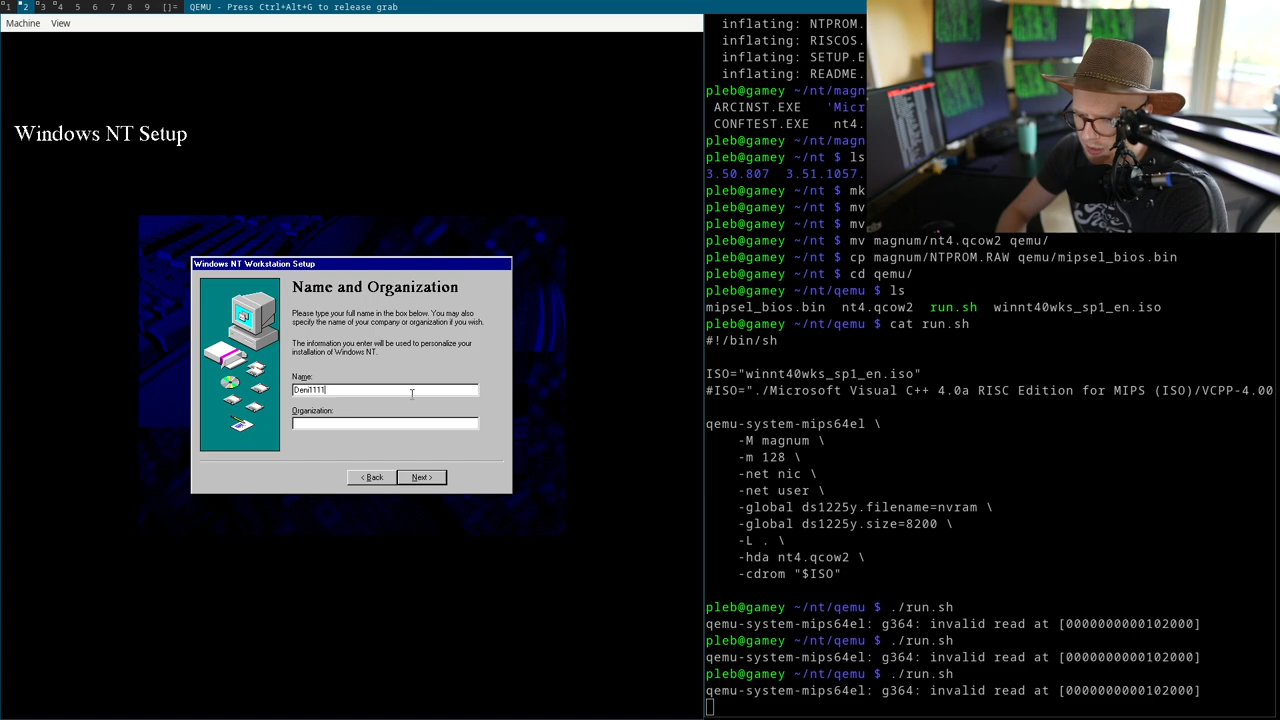 1 2 3 4 5 6 7 8 9 []= QEMU - Press Ctrl+Alt+G to release grab
Machine View
Windows NT Setup
Windows NT Workstation Setup
Name and Organization
Please type your full name in the box below. You may also
specify the name of your company or organization if you wish.
The information you enter will be used to personalize your
installation of Windows NT.
Name:
Deni1111
Organization:
< Back
Next >
inflating: NTPROM.
inflating: RISCOS.
inflating: SETUP.E
inflating: README.
pleb@gamey ~/nt/magn
ARCINST.EXE 'Micr
CONFTEST.EXE nt4.
pleb@gamey ~/nt/magn
pleb@gamey ~/nt $ ls
3.50.807 3.51.1057.
pleb@gamey ~/nt $ mk
pleb@gamey ~/nt $ mv
pleb@gamey ~/nt $ mv
pleb@gamey ~/nt $ mv magnum/nt4.qcow2 qemu/
pleb@gamey ~/nt $ cp magnum/NTPROM.RAW qemu/mipsel_bios.bin
pleb@gamey ~/nt $ cd qemu/
pleb@gamey ~/nt/qemu $ ls
mipsel_bios.bin nt4.qcow2 run.sh winnt40wks_sp1_en.iso
pleb@gamey ~/nt/qemu $ cat run.sh
#!/bin/sh
ISO="winnt40wks_sp1_en.iso"
#ISO="./Microsoft Visual C++ 4.0a RISC Edition for MIPS (ISO)/VCPP-4.00
qemu-system-mips64el \
-M magnum \
-m 128 \
-net nic \
-net user \
-global ds1225y.filename=nvram \
-global ds1225y.size=8200 \
-L . \
-hda nt4.qcow2 \
-cdrom "$ISO"
pleb@gamey ~/nt/qemu $ ./run.sh
qemu-system-mips64el: g364: invalid read at [0000000000102000]
pleb@gamey ~/nt/qemu $ ./run.sh
qemu-system-mips64el: g364: invalid read at [0000000000102000]
pleb@gamey ~/nt/qemu $ ./run.sh
qemu-system-mips64el: g364: invalid read at [0000000000102000]